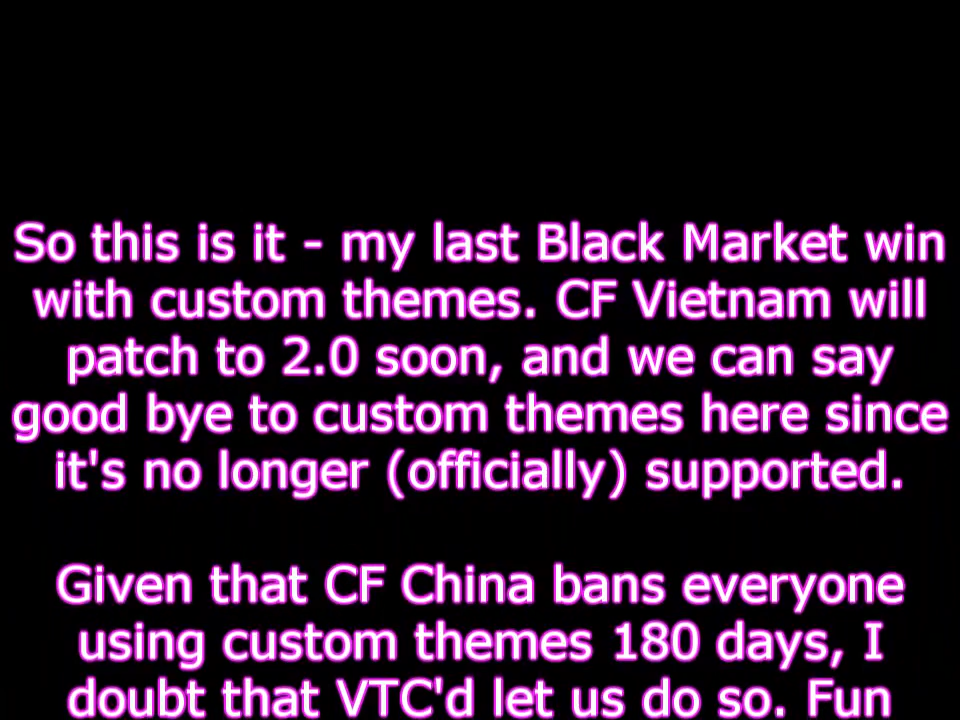 So this is it - my last Black Market win
with custom themes. CF Vietnam will
patch to 2.0 soon, and we can say
good bye to custom themes here since
it's no longer (officially) supported.
Given that CF China bans everyone
using custom themes 180 days, I
doubt that VTC'd let us do so. Fun